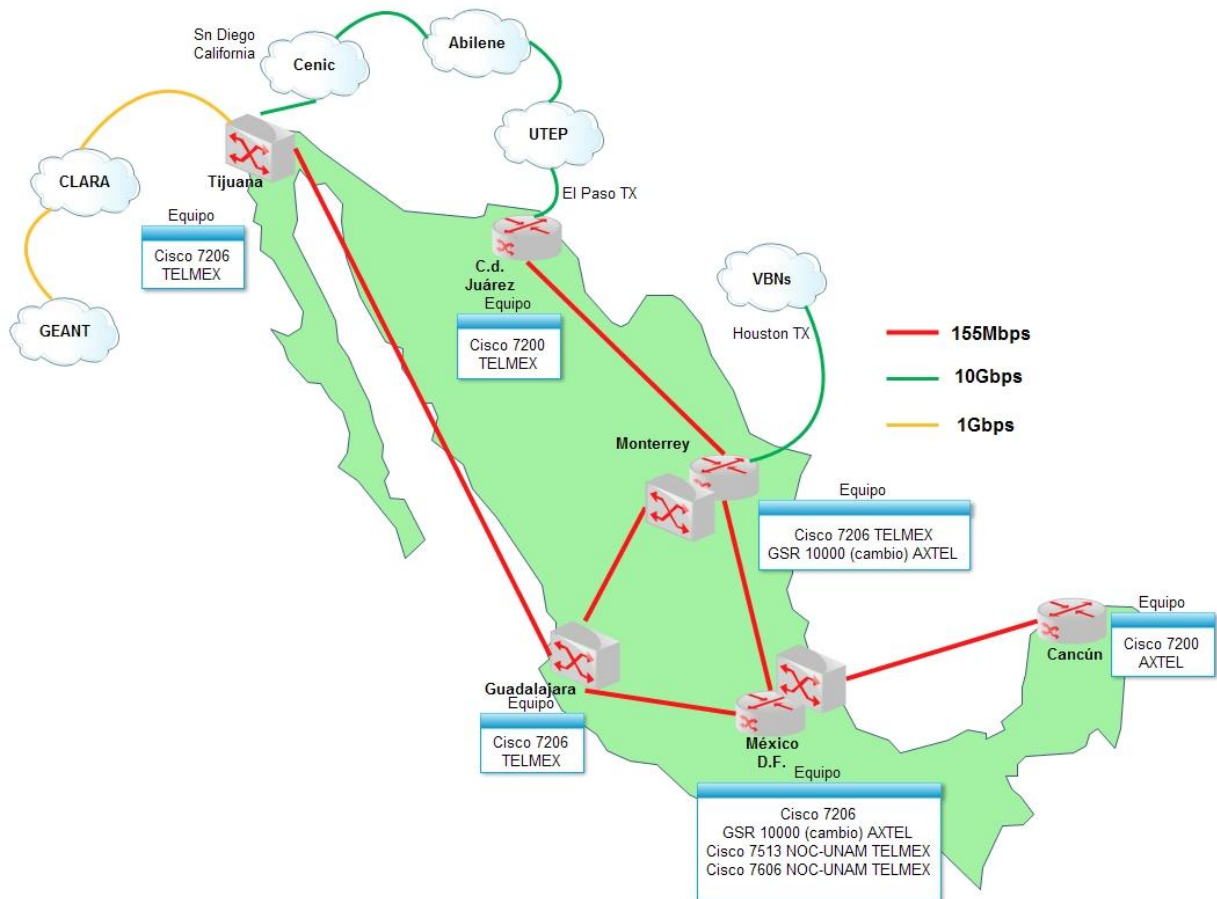 Sn Diego
California
Cenic
Abilene
UTEP
El Paso TX
CLARA
GEANT
Tijuana
Equipo
Cisco 7206
TELMEX
C.d.
Juárez
Equipo
Cisco 7200
TELMEX
VBNs
Houston TX
155Mbps
10Gbps
1Gbps
Monterrey
Equipo
Cisco 7206 TELMEX
GSR 10000 (cambio) AXTEL
Cancún
Equipo
Cisco 7200
AXTEL
Guadalajara
Equipo
Cisco 7206
TELMEX
México
D.F.
Equipo
Cisco 7206
GSR 10000 (cambio) AXTEL
Cisco 7513 NOC-UNAM TELMEX
Cisco 7606 NOC-UNAM TELMEX